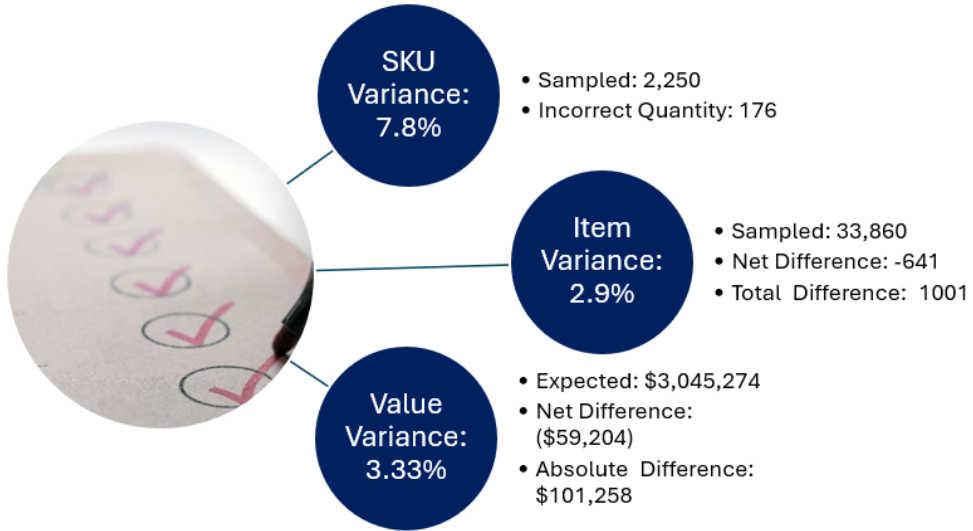 SKU
Variance:
7.8%
• Sampled: 2,250
• Incorrect Quantity: 176
Item
Variance:
2.9%
• Sampled: 33,860
• Net Difference: -641
• Total Difference: 1001
Value
Variance:
3.33%
• Expected: $3,045,274
• Net Difference:
($59,204)
• Absolute Difference:
$101,258